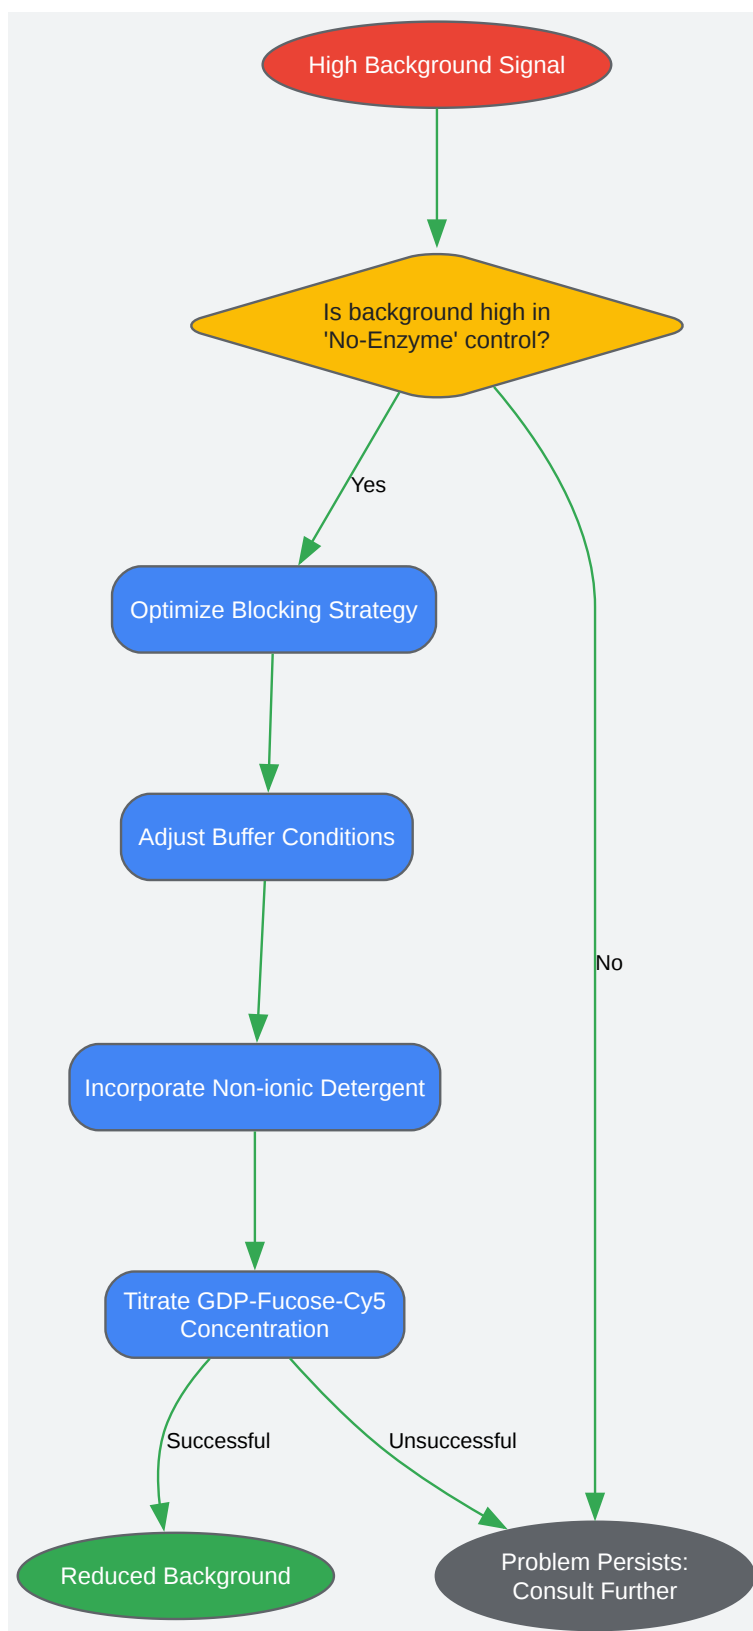 High Background Signal
Is background high in
'No-Enzyme' control?
Yes
Optimize Blocking Strategy
Adjust Buffer Conditions
No
Incorporate Non-ionic Detergent
Titrate GDP-Fucose-Cy5
Concentration
Successful
Unsuccessful
Reduced Background
Problem Persists:
Consult Further